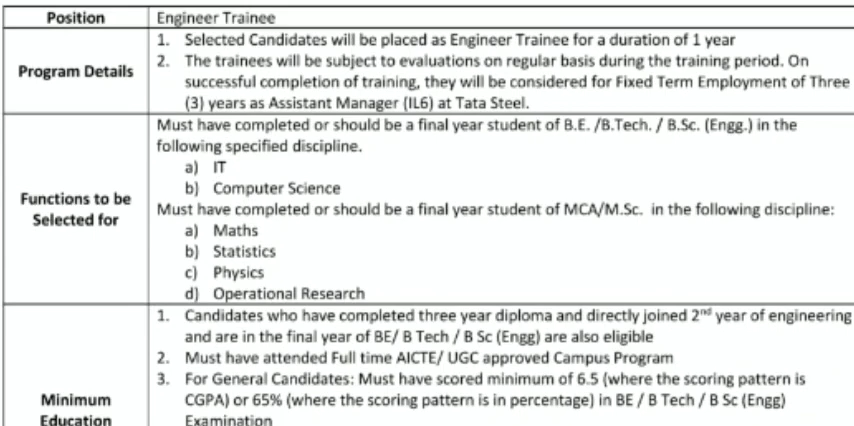 Position
Engineer Trainee
Program Details
1. Selected Candidates will be placed as Engineer Trainee for a duration of 1 year
2. The trainees will be subject to evaluations on regular basis during the training period. On
successful completion of training, they will be considered for Fixed Term Employment of Three
(3) years as Assistant Manager (IL6) at Tata Steel.
Functions to be
Selected for
Must have completed or should be a final year student of B.E. /B.Tech. / B.Sc. (Engg.) in the
following specified discipline.
a) IT
b) Computer Science
Must have completed or should be a final year student of MCA/M.Sc. in the following discipline:
a) Maths
b) Statistics
c) Physics
d) Operational Research
Minimum
Education
1. Candidates who have completed three year diploma and directly joined 2nd year of engineering
and are in the final year of BE/ B Tech / B Sc (Engg) are also eligible
2. Must have attended Full time AICTE/ UGC approved Campus Program
3. For General Candidates: Must have scored minimum of 6.5 (where the scoring pattern is
CGPA) or 65% (where the scoring pattern is in percentage) in BE / B Tech / B Sc (Engg)
Examination